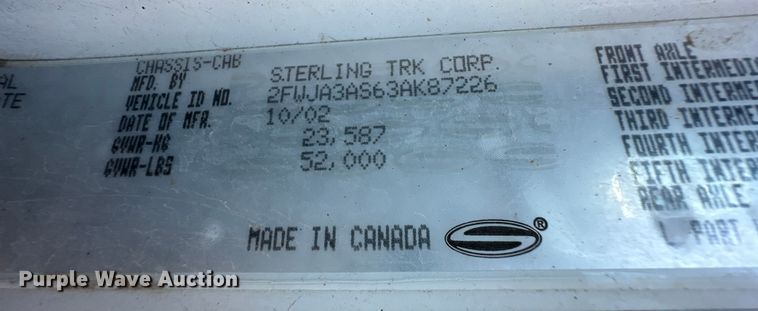 AL
TE
CHASSIS-CAB
MFD. BY STERLING TRK CORP.
VEHICLE ID NO. 2FWJA3AS63AK87226
DATE OF MFR. 10/02
GVWR-KG 23,587
GVWR-LBS 52,000
MADE IN CANADA S®
FRONT AXLE
FIRST INTERMEDIA
SECOND INTERME
THIRD INTERME
FOURTH INTER
FIFTH INTER
REAR AXLE
PART
Purple Wave Auction